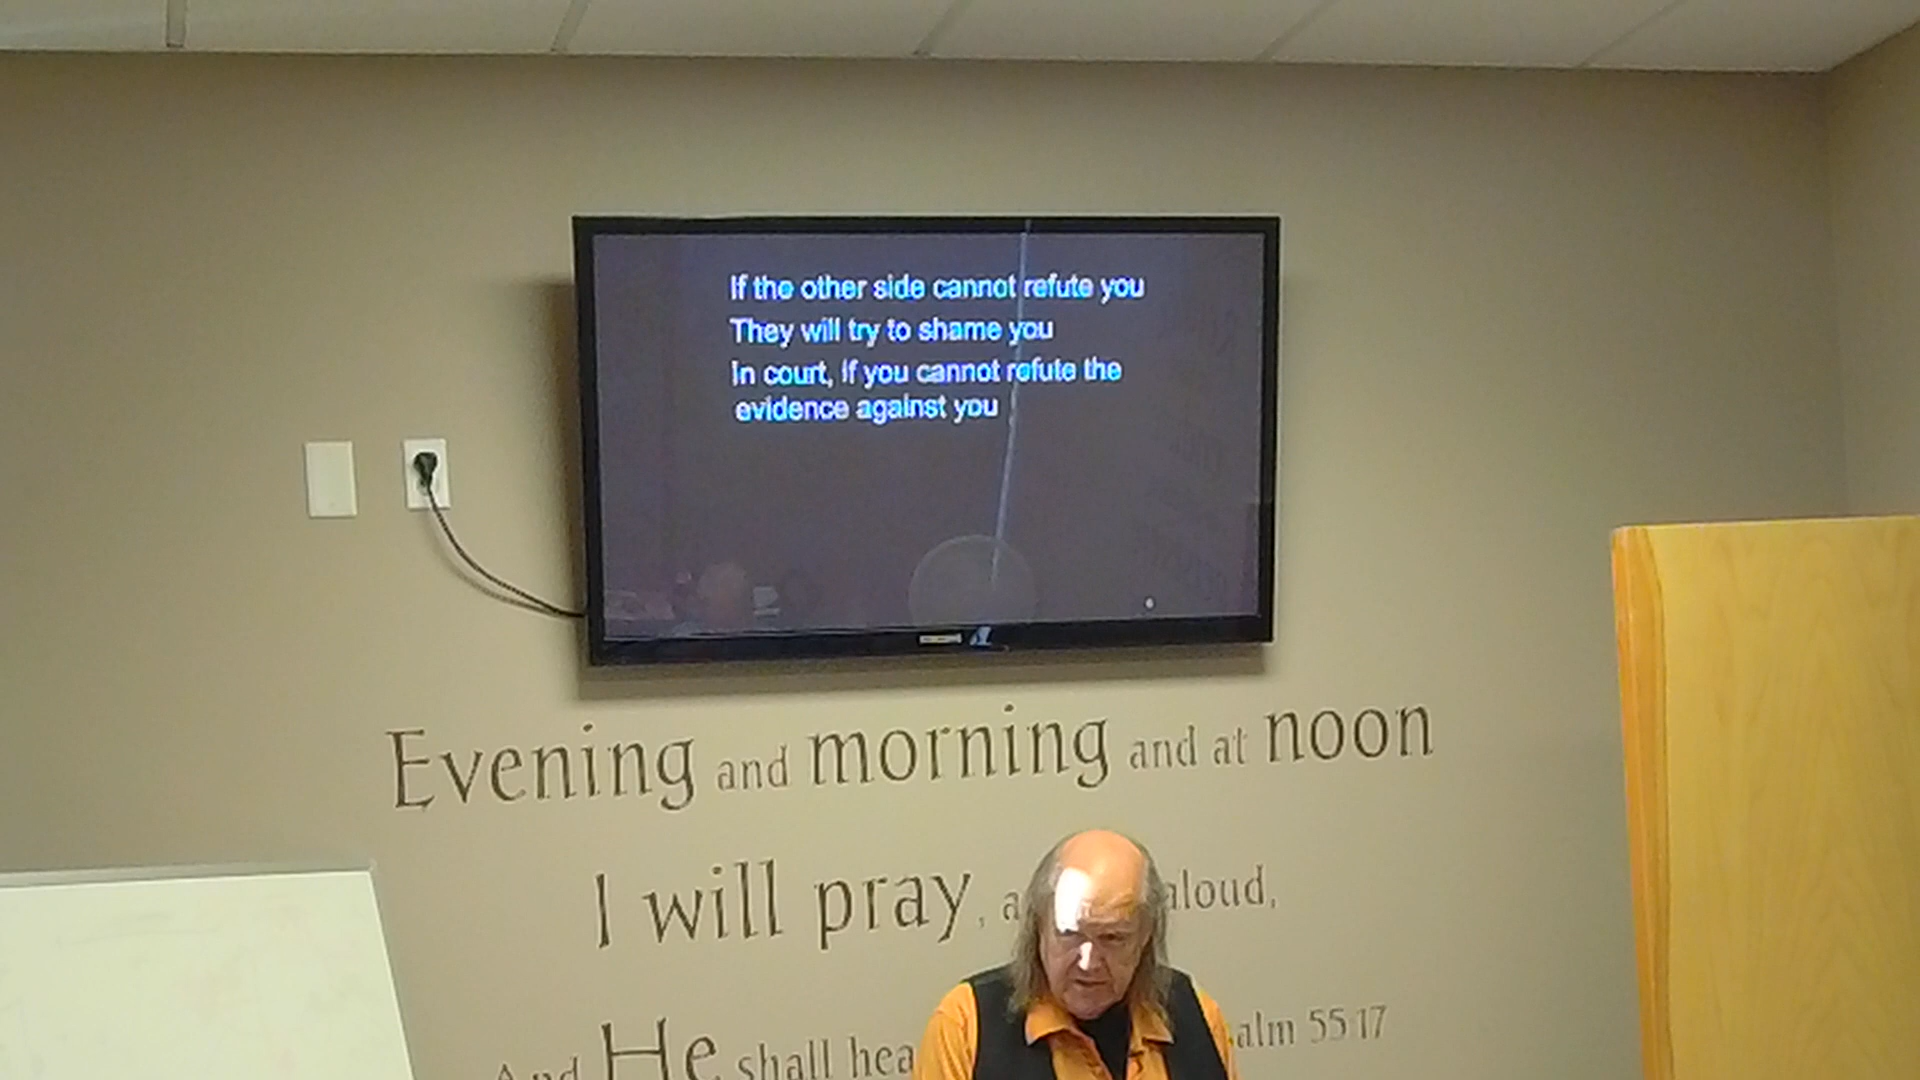 If the other side cannot refute you
They will try to shame you
In court, if you cannot refute the
evidence against you
Evening and morning and at noon
I will pray, a aloud,
And He shall hea alm 55 17